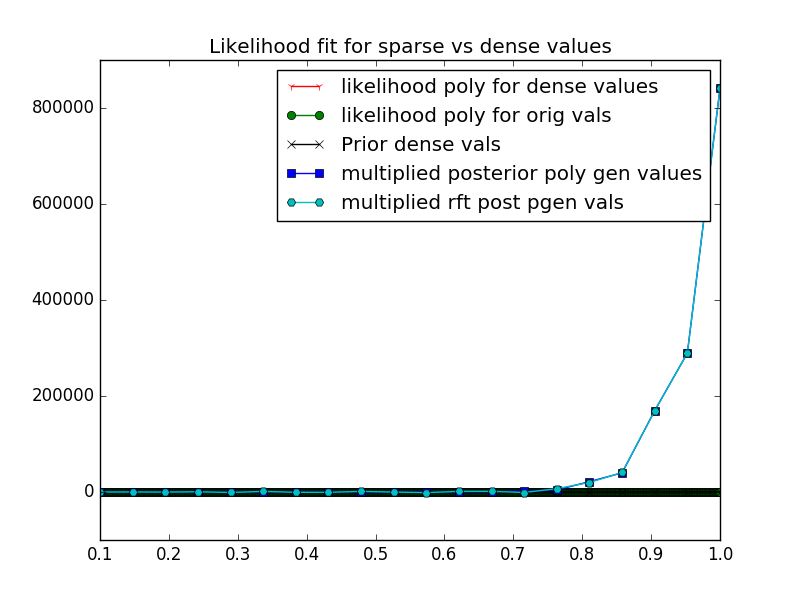 Likelihood fit for sparse vs dense values
likelihood poly for dense values
likelihood poly for orig vals
Prior dense vals
multiplied posterior poly gen values
multiplied rft post pgen vals
800000
600000
400000
200000
0
0.1 0.2 0.3 0.4 0.5 0.6 0.7 0.8 0.9 1.0